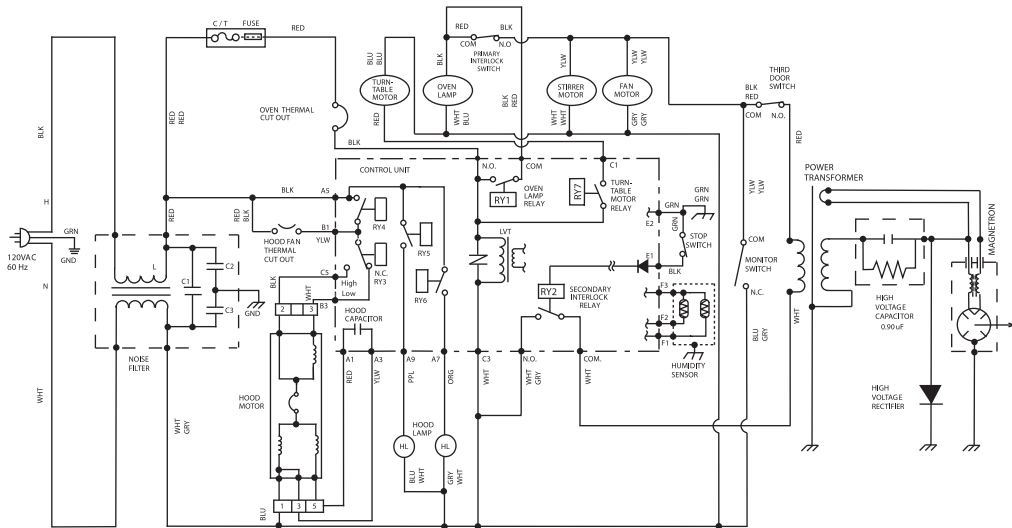 C / T
FUSE
RED
BLK
H
GRN
GND
120VAC
60 Hz
N
WHT
RED
RED
RED
L
C1
C2
C3
GND
NOISE
FILTER
WHT
GRY
OVEN THERMAL
CUT OUT
BLK
BLK
RED
BLK
HOOD FAN
THERMAL
CUT OUT
A5
B1
YLW
C5
BLK
WHT
B3
2
3
HOOD
MOTOR
1
3
5
BLU
CONTROL UNIT
RY4
N.C.
RY3
High
Low
HOOD
CAPACITOR
RY5
RY6
A1
A3
A9
A7
RED
YLW
PPL
ORG
HOOD
LAMP
HL
HL
BLU
WHT
GRY
WHT
BLU
BLU
TURN-
TABLE
MOTOR
RED
BLK
OVEN
LAMP
WHT
BLU
RED
BLK
COM
N.O
PRIMARY
INTERLOCK
SWITCH
BLK
RED
N.O.
COM
RY1
OVEN
LAMP
RELAY
C1
RY7
TURN-
TABLE
MOTOR
RELAY
LVT
RY2
SECONDARY
INTERLOCK
RELAY
C3
N.O.
COM.
WHT
WHT
GRY
WHT
YLW
STIRRER
MOTOR
WHT
WHT
YLW
YLW
FAN
MOTOR
GRY
GRY
GRN
GRN
GRN
E2
GRN
STOP
SWITCH
E1
BLK
F3
F2
F1
HUMIDITY
SENSOR
THIRD
DOOR
SWITCH
BLK
RED
COM
N.O.
RED
YLW
YLW
COM
MONITOR
SWITCH
N.C.
BLU
GRY
WHT
POWER
TRANSFORMER
HIGH
VOLTAGE
CAPACITOR
0.90 uF
HIGH
VOLTAGE
RECTIFIER
MAGNETRON